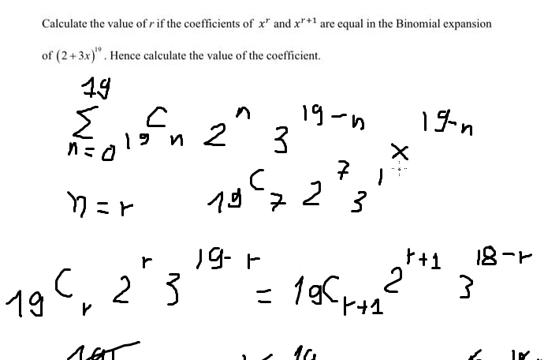 Calculate the value of r if the coefficients of x^r and x^(r+1) are equal in the Binomial expansion
of (2+3x)^19. Hence calculate the value of the coefficient.
19
Σ 19Cn 2^n 3^(19-n) x^(19-n)
n=0
n=r 19C7 2^7 3^1
19Cr 2^r 3^(19-r) = 19C(r+1) 2^(r+1) 3^(18-r)